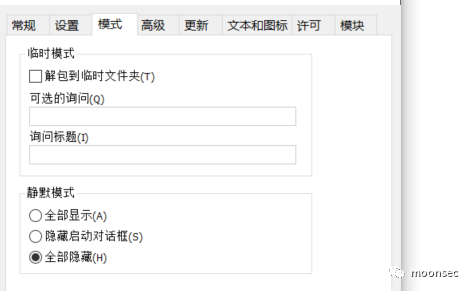 常规 设置 模式 高级 更新 文本和图标 许可 模块
临时模式
解包到临时文件夹(T)
可选的询问(Q)
询问标题(I)
静默模式
全部显示(A)
隐藏启动对话框(S)
全部隐藏(H)
moonsec